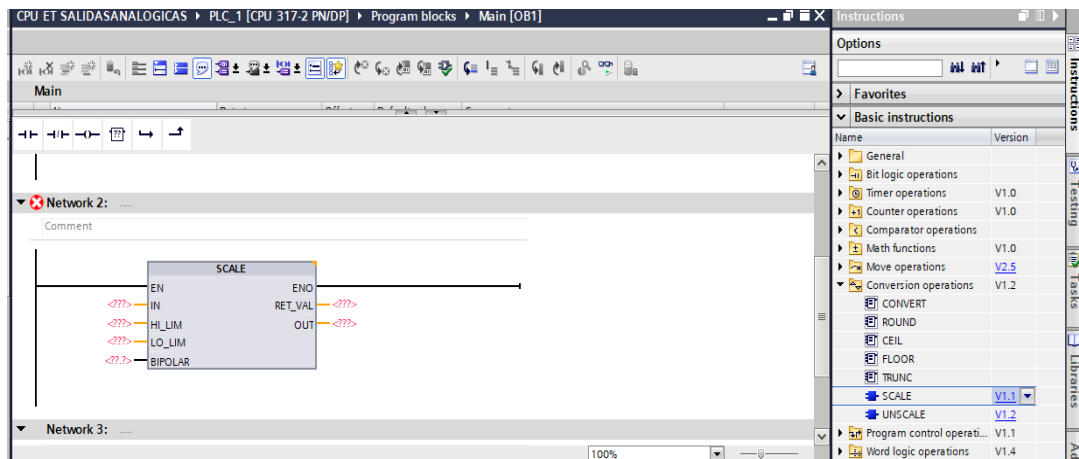 CPU ET SALIDASANALOGICAS ▸ PLC_1 [CPU 317-2 PN/DP] ▸ Program blocks ▸ Main [OB1]
Main
Network 2: .....
Comment
SCALE
EN ENO
<???> IN RET_VAL <???>
<???> HI_LIM OUT <???>
<???> LO_LIM
<??.?> BIPOLAR
Network 3: .....
100%
Instructions
Options
Favorites
Basic instructions
Name Version
General
Bit logic operations
Timer operations V1.0
Counter operations V1.0
Comparator operations
Math functions V1.0
Move operations V2.5
Conversion operations V1.2
CONVERT
ROUND
CEIL
FLOOR
TRUNC
SCALE V1.1
UNSCALE V1.2
Program control operati... V1.1
Word logic operations V1.4
Instructions
Testing
Tasks
Libraries
Ad